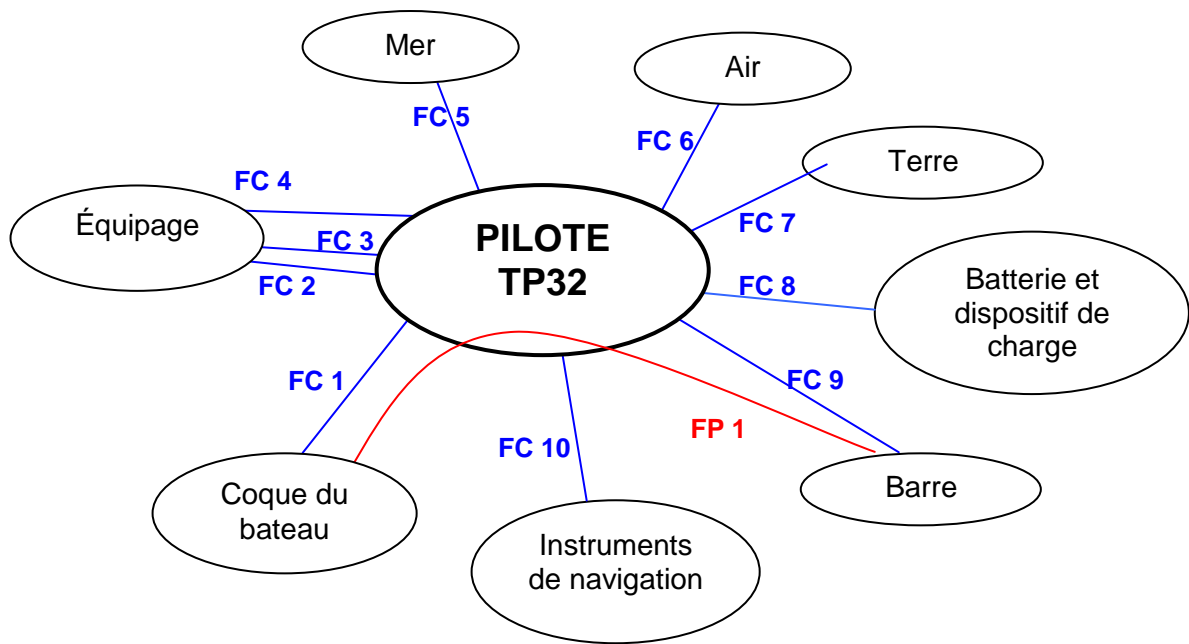 Mer
Air
FC 5
FC 6
Terre
FC 4
Équipage
FC 3
FC 7
PILOTE
TP32
FC 2
FC 8
Batterie et
dispositif de
charge
FC 1
FC 9
FP 1
FC 10
Coque du
bateau
Barre
Instruments
de navigation